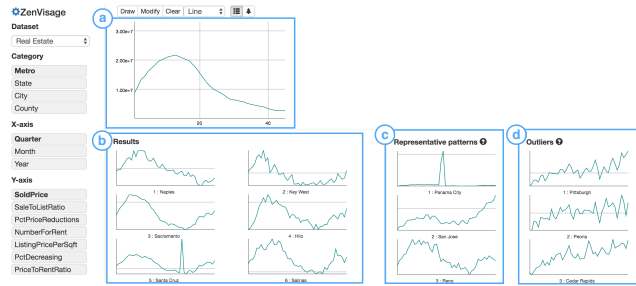 ZenVisage
Dataset
Real Estate
Category
Metro
State
City
County
X-axis
Quarter
Month
Year
Y-axis
SoldPrice
SaleToListRatio
PctPriceReductions
NumberForRent
ListingPricePerSqft
PctDecreasing
PriceToRentRatio
Draw Modify Clear Line
a
3.00e+7
2.00e+7
1.00e+7
20 40
b
Results
1 : Naples
2 : Key West
3 : Sacramento
4 : Hilo
5 : Santa Cruz
6 : Salinas
c
Representative patterns ?
1 : Panama City
2 : San Jose
3 : Reno
d
Outliers ?
1 : Pittsburgh
2 : Peoria
3 : Cedar Rapids